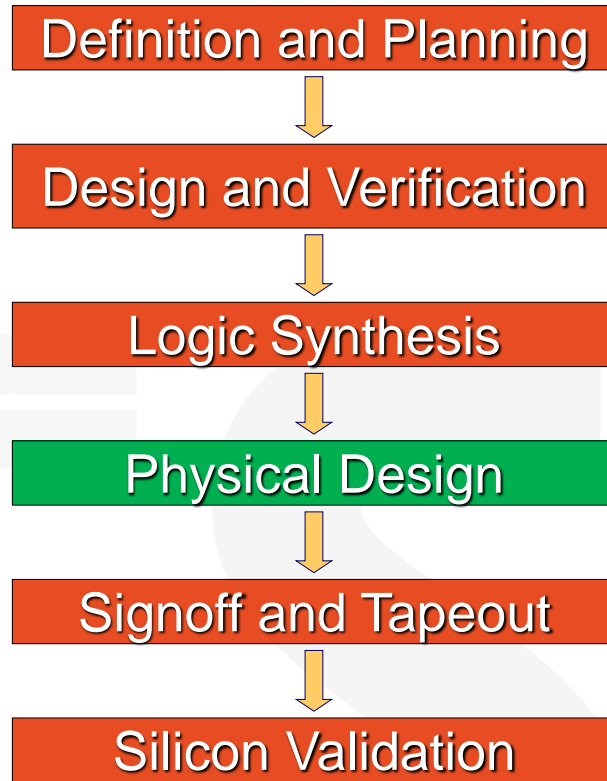 Definition and Planning
Design and Verification
Logic Synthesis
Physical Design
Signoff and Tapeout
Silicon Validation